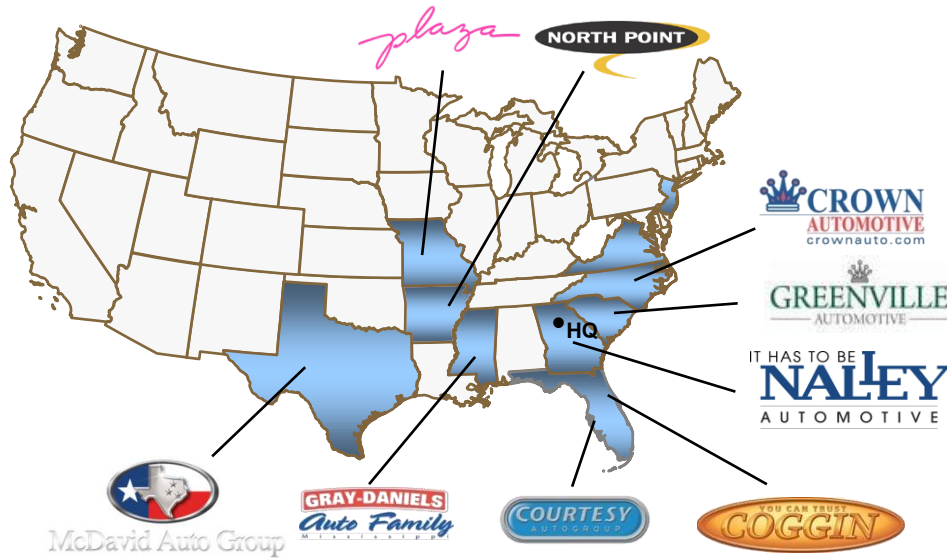 plaza
NORTH POINT
CROWN
AUTOMOTIVE
crownauto.com
GREENVILLE
AUTOMOTIVE
HQ
IT HAS TO BE
NALLEY
AUTOMOTIVE
McDavid Auto Group
GRAY-DANIELS
Auto Family
Mississippi
COURTESY
AUTOGROUP
YOU CAN TRUST
COGGIN